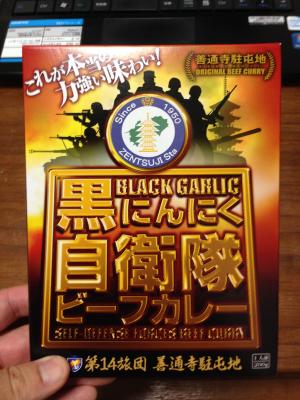 これが本当の
力強い味わい!
善通寺駐屯地
ORIGINAL BEEF CURRY
Since 1950
ZENTSUJI Sta
BLACK GARLIC
黒にんにく
自衛隊
ビーフカレー
SELF-DEFENSE FORCES BEEF CURRY
第14旅団 善通寺駐屯地
1人前